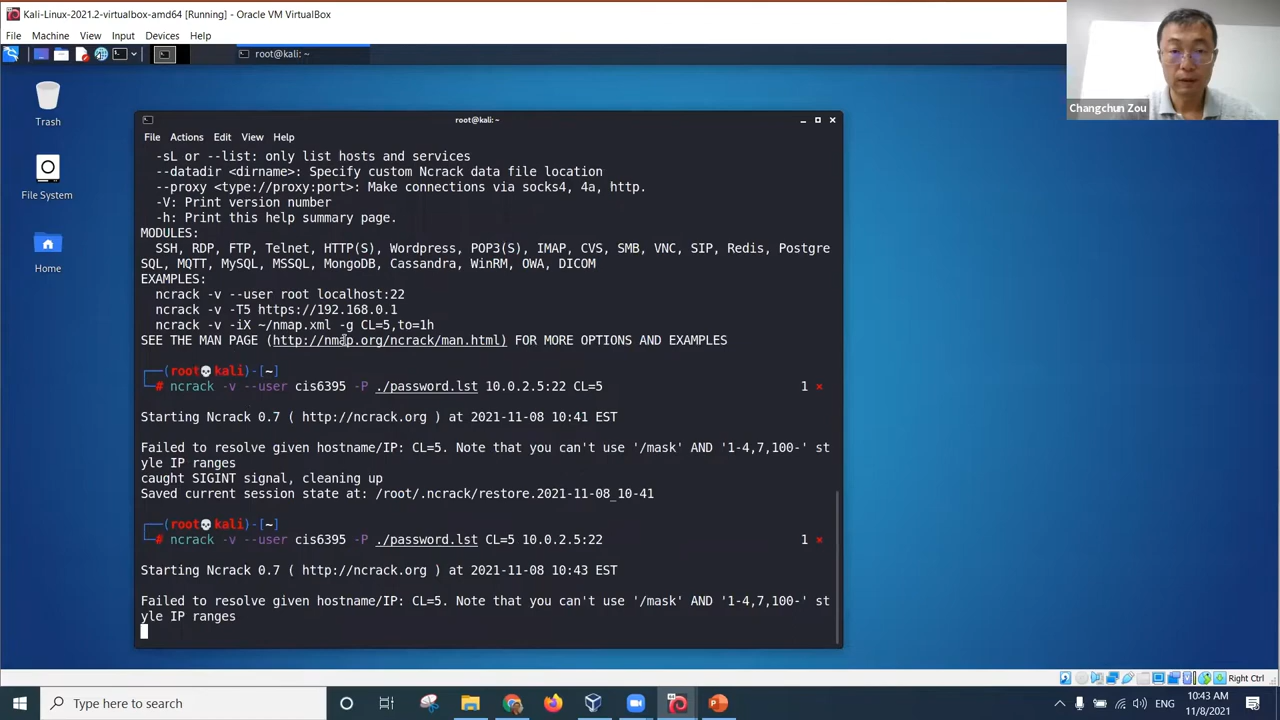 Kali-Linux-2021.2-virtualbox-amd64 [Running] - Oracle VM VirtualBox
File Machine View Input Devices Help
root@kali: ~
Changchun Zou
Trash
File System
Home
root@kali: ~
File Actions Edit View Help
-sL or --list: only list hosts and services
--datadir <dirname>: Specify custom Ncrack data file location
--proxy <type://proxy:port>: Make connections via socks4, 4a, http.
-V: Print version number
-h: Print this help summary page.
MODULES:
SSH, RDP, FTP, Telnet, HTTP(S), Wordpress, POP3(S), IMAP, CVS, SMB, VNC, SIP, Redis, Postgre
SQL, MQTT, MySQL, MSSQL, MongoDB, Cassandra, WinRM, OWA, DICOM
EXAMPLES:
ncrack -v --user root localhost:22
ncrack -v -T5 https://192.168.0.1
ncrack -v -iX ~/nmap.xml -g CL=5,to=1h
SEE THE MAN PAGE (http://nmap.org/ncrack/man.html) FOR MORE OPTIONS AND EXAMPLES
(root💀kali)-[~]
# ncrack -v --user cis6395 -P ./password.lst 10.0.2.5:22 CL=5 1 ×
Starting Ncrack 0.7 ( http://ncrack.org ) at 2021-11-08 10:41 EST
Failed to resolve given hostname/IP: CL=5. Note that you can't use '/mask' AND '1-4,7,100-' st
yle IP ranges
caught SIGINT signal, cleaning up
Saved current session state at: /root/.ncrack/restore.2021-11-08_10-41
(root💀kali)-[~]
# ncrack -v --user cis6395 -P ./password.lst CL=5 10.0.2.5:22 1 ×
Starting Ncrack 0.7 ( http://ncrack.org ) at 2021-11-08 10:43 EST
Failed to resolve given hostname/IP: CL=5. Note that you can't use '/mask' AND '1-4,7,100-' st
yle IP ranges
Right Ctrl
Type here to search
ENG
10:43 AM
11/8/2021